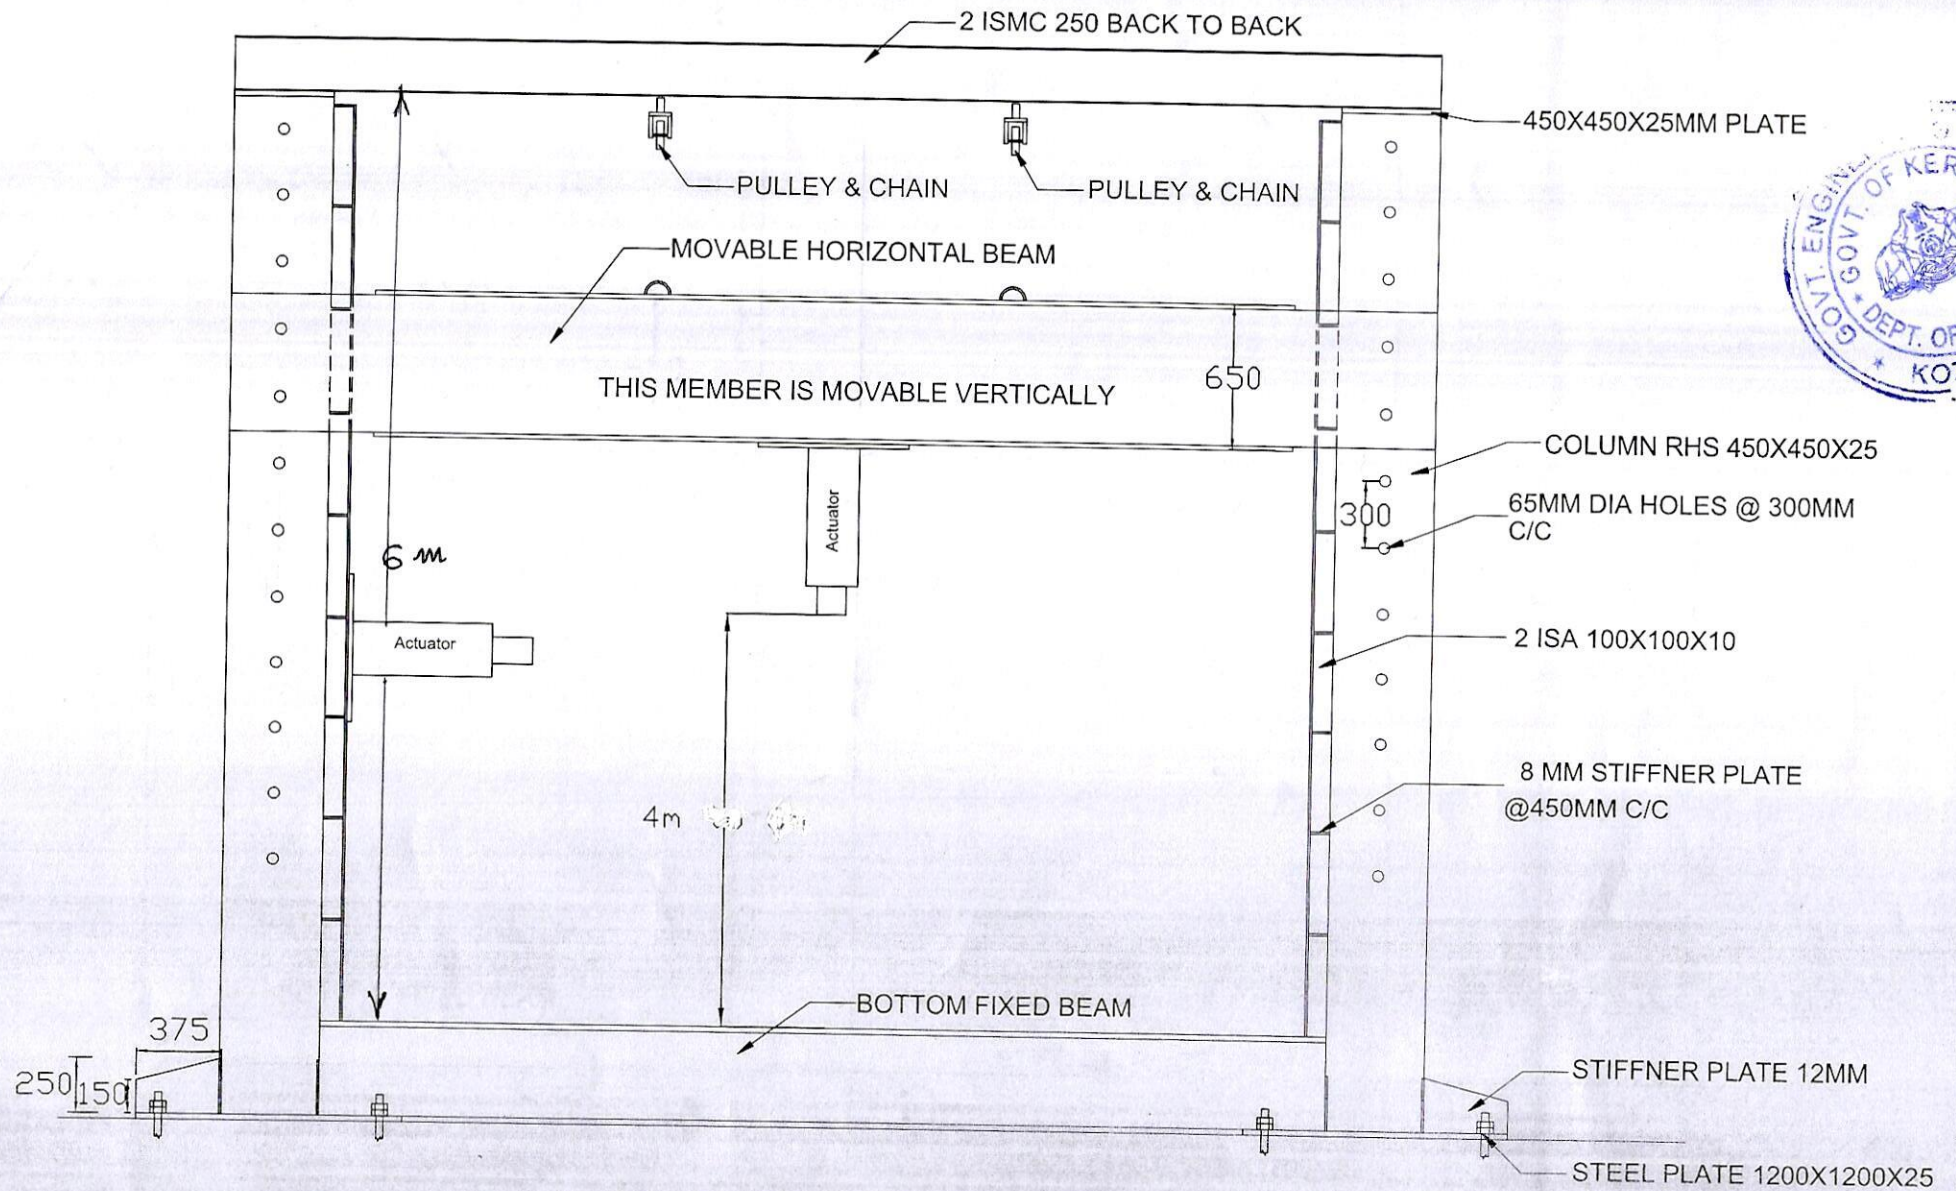 2 ISMC 250 BACK TO BACK
450X450X25MM PLATE
PULLEY & CHAIN
PULLEY & CHAIN
MOVABLE HORIZONTAL BEAM
THIS MEMBER IS MOVABLE VERTICALLY
650
COLUMN RHS 450X450X25
300
65MM DIA HOLES @ 300MM
C/C
Actuator
6 m
Actuator
2 ISA 100X100X10
8 MM STIFFNER PLATE
@450MM C/C
4m
BOTTOM FIXED BEAM
375
250
150
STIFFNER PLATE 12MM
STEEL PLATE 1200X1200X25
GOVT. OF KER
GOVT. ENGINE
DEPT. OF
KOT